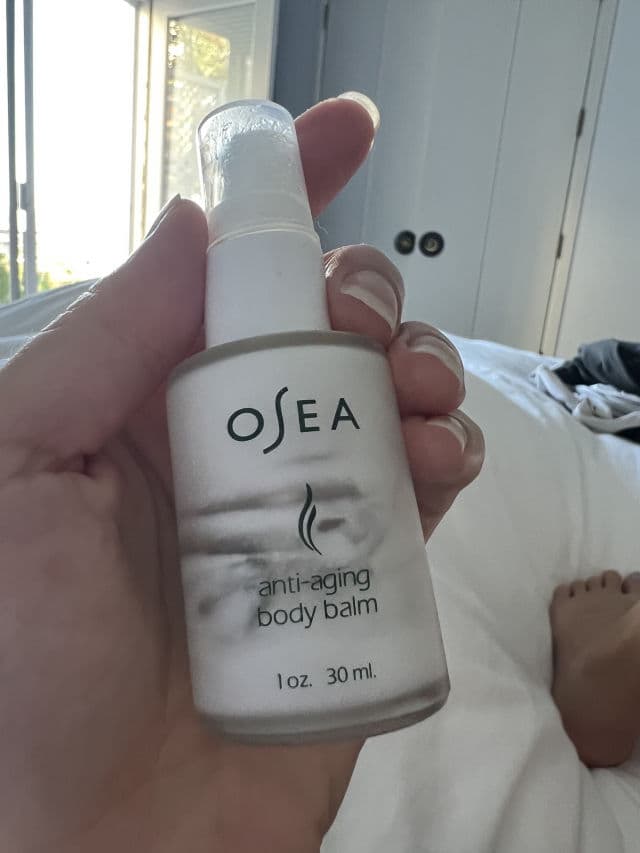 OSEA
anti-aging
body balm
1 oz. 30 ml.